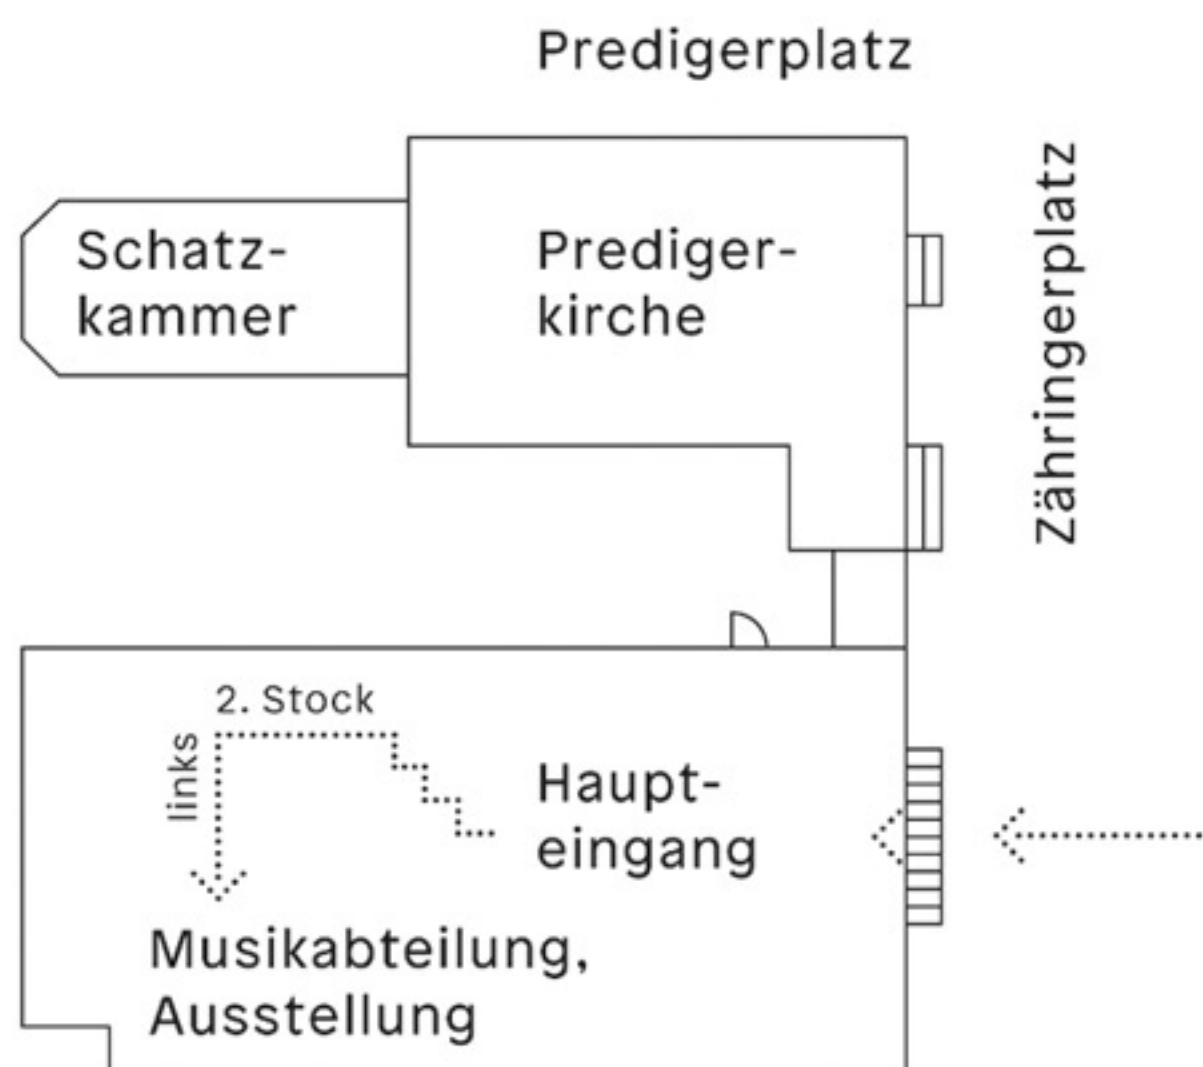 Predigerplatz
Zähringerplatz
Schatz-
kammer
Prediger-
kirche
2. Stock
links
Haupt-
eingang
Musikabteilung,
Ausstellung